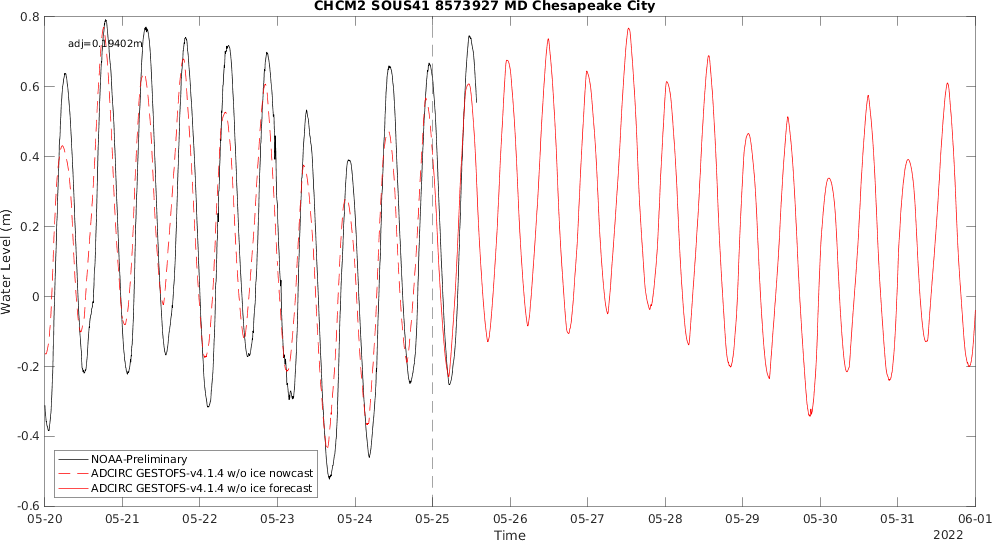 CHCM2 SOUS41 8573927 MD Chesapeake City
adj=0.19402m
0.8
0.6
0.4
0.2
0
-0.2
-0.4
-0.6
Water Level (m)
NOAA-Preliminary
ADCIRC GESTOFS-v4.1.4 w/o ice nowcast
ADCIRC GESTOFS-v4.1.4 w/o ice forecast
05-20 05-21 05-22 05-23 05-24 05-25 05-26 05-27 05-28 05-29 05-30 05-31 06-01
Time
2022